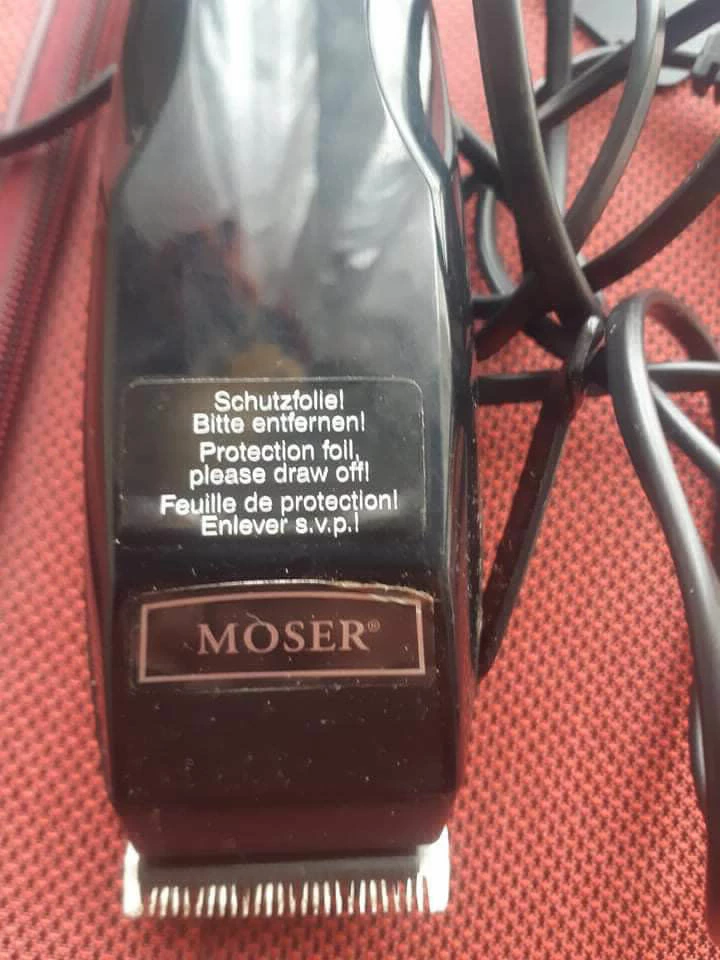 Schutzfolie!
Bitte entfernen!
Protection foil,
please draw off!
Feuille de protection!
Enlever s.v.p.!
MOSER®